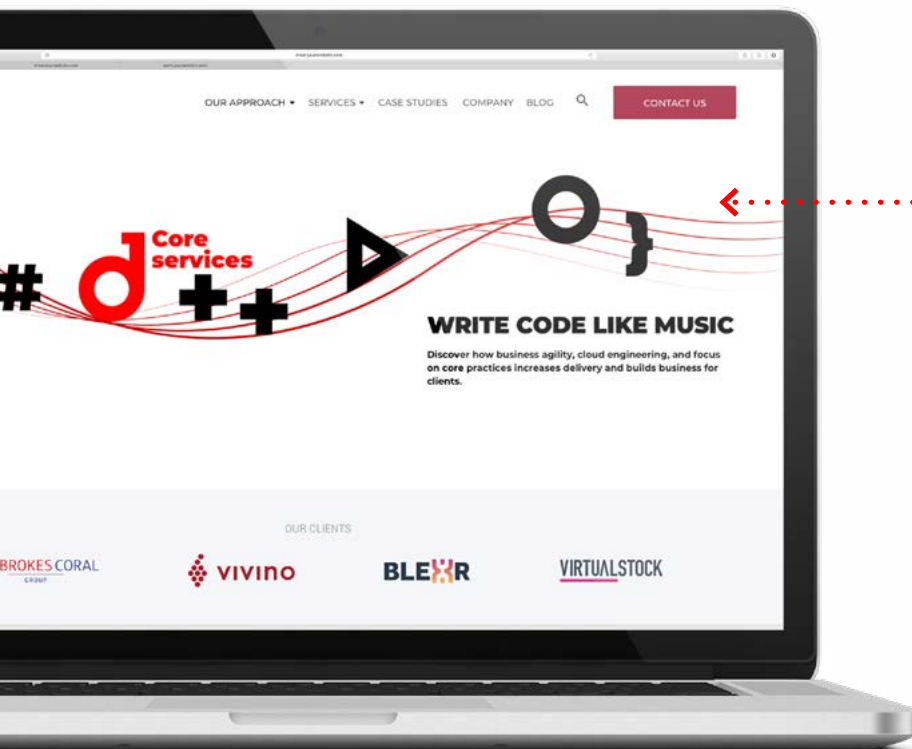 OUR APPROACH SERVICES CASE STUDIES COMPANY BLOG CONTACT US
Core
services
# d ++ O }
WRITE CODE LIKE MUSIC
Discover how business agility, cloud engineering, and focus
on core practices increases delivery and builds business for
clients.
OUR CLIENTS
BROKES CORAL
GROUP
VIVINO
BLEXR
VIRTUALSTOCK